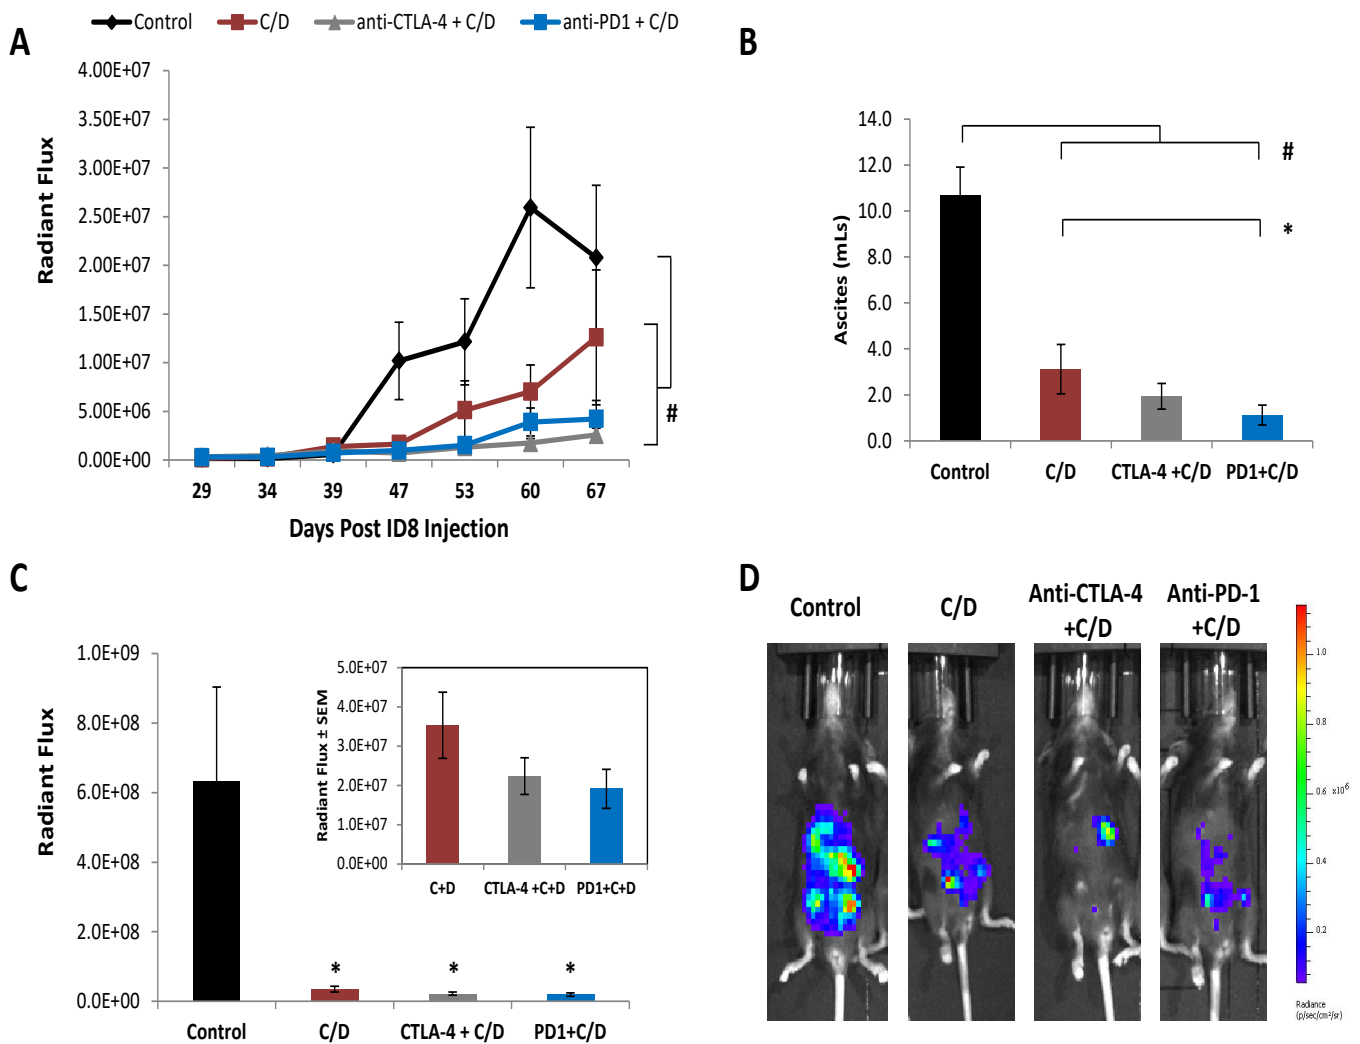 Control C/D anti-CTLA-4 + C/D anti-PD1 + C/D
A
4.00E+07
3.50E+07
3.00E+07
2.50E+07
2.00E+07
1.50E+07
1.00E+07
5.00E+06
0.00E+00
Radiant Flux
29 34 39 47 53 60 67
Days Post ID8 Injection
#
B
14.0
12.0
10.0
8.0
6.0
4.0
2.0
0.0
Ascites (mLs)
#
*
Control C/D CTLA-4 +C/D PD1+C/D
C
1.0E+09
8.0E+08
6.0E+08
4.0E+08
2.0E+08
0.0E+00
Radiant Flux
* * *
Control C/D CTLA-4 + C/D PD1+C/D
5.0E+07
4.0E+07
3.0E+07
2.0E+07
1.0E+07
0.0E+00
Radiant Flux ± SEM
C+D CTLA-4 +C+D PD1+C+D
D
Control C/D Anti-CTLA-4 Anti-PD-1
+C/D +C/D
1.0
0.8
0.6 x10⁶
0.4
0.2
Radiance
(p/sec/cm²/sr)